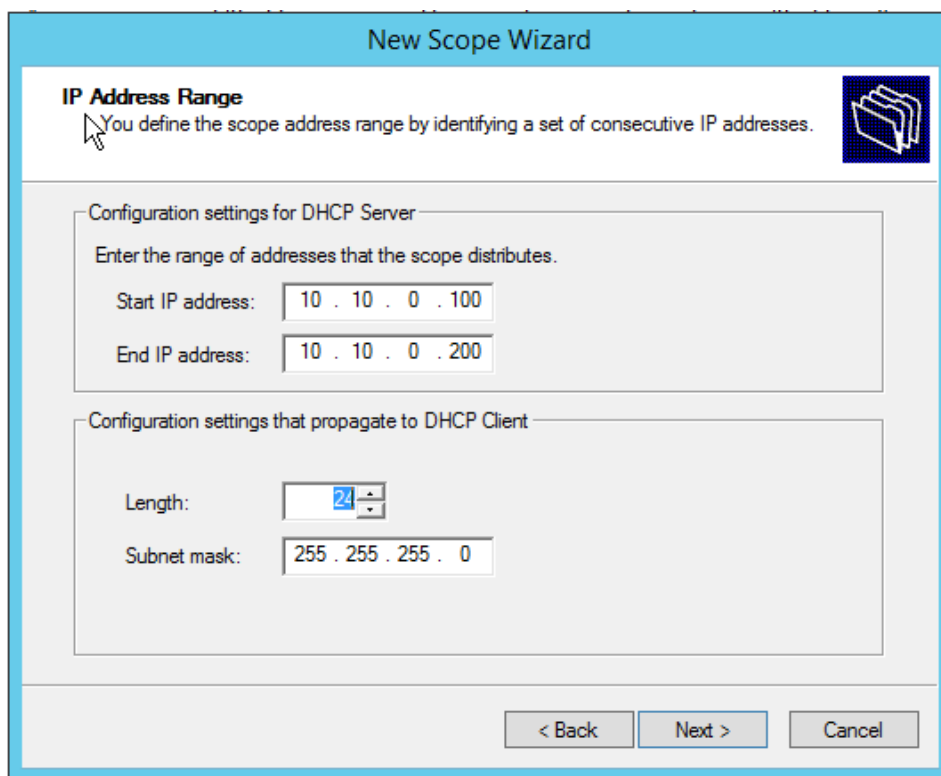 New Scope Wizard
IP Address Range
You define the scope address range by identifying a set of consecutive IP addresses.
Configuration settings for DHCP Server
Enter the range of addresses that the scope distributes.
Start IP address: 10 . 10 . 0 . 100
End IP address: 10 . 10 . 0 . 200
Configuration settings that propagate to DHCP Client
Length: 24
Subnet mask: 255 . 255 . 255 . 0
< Back Next > Cancel